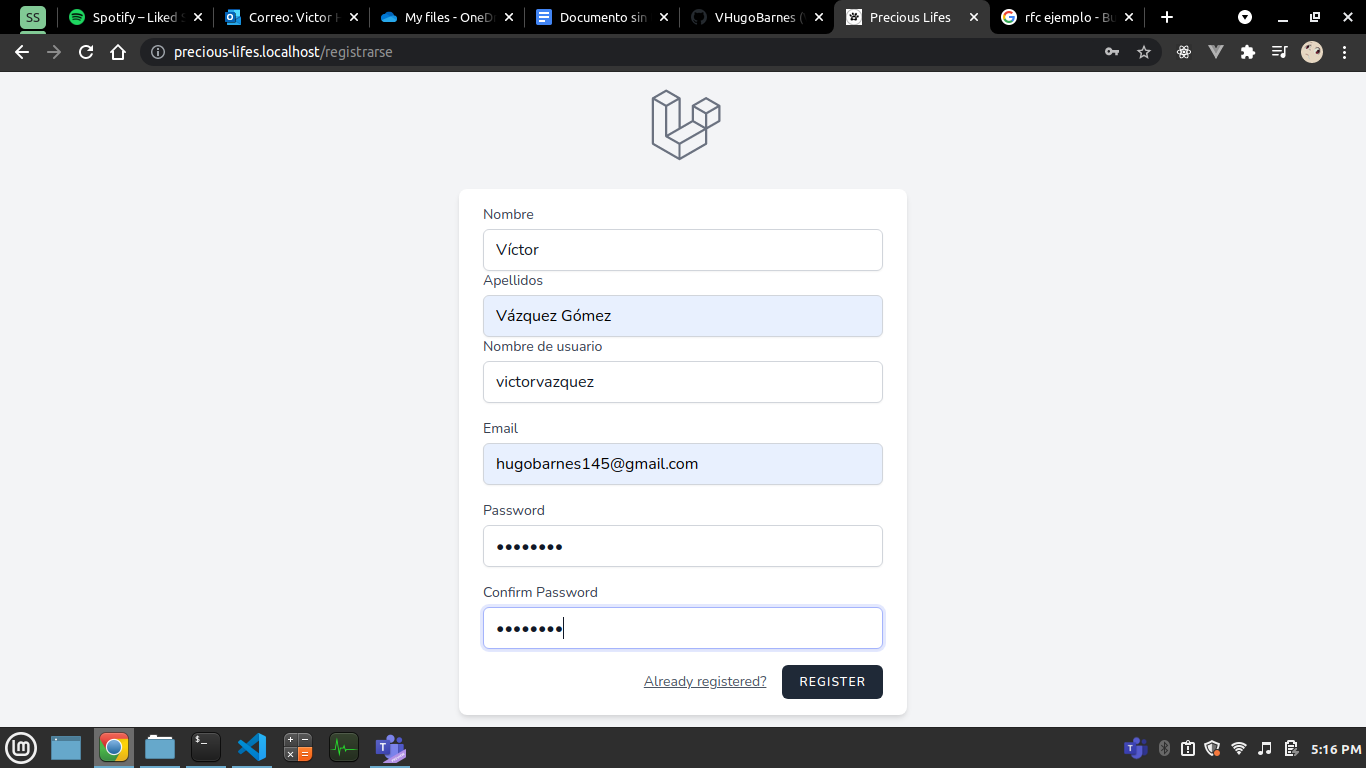 SS
Spotify – Liked S
Correo: Victor H
My files - OneDr
Documento sin
VHugoBarnes (V
Precious Lifes
rfc ejemplo - Bu
precious-lifes.localhost/registrarse
Nombre
Víctor
Apellidos
Vázquez Gómez
Nombre de usuario
victorvazquez
Email
hugobarnes145@gmail.com
Password
••••••••
Confirm Password
••••••••
Already registered?
REGISTER
5:16 PM